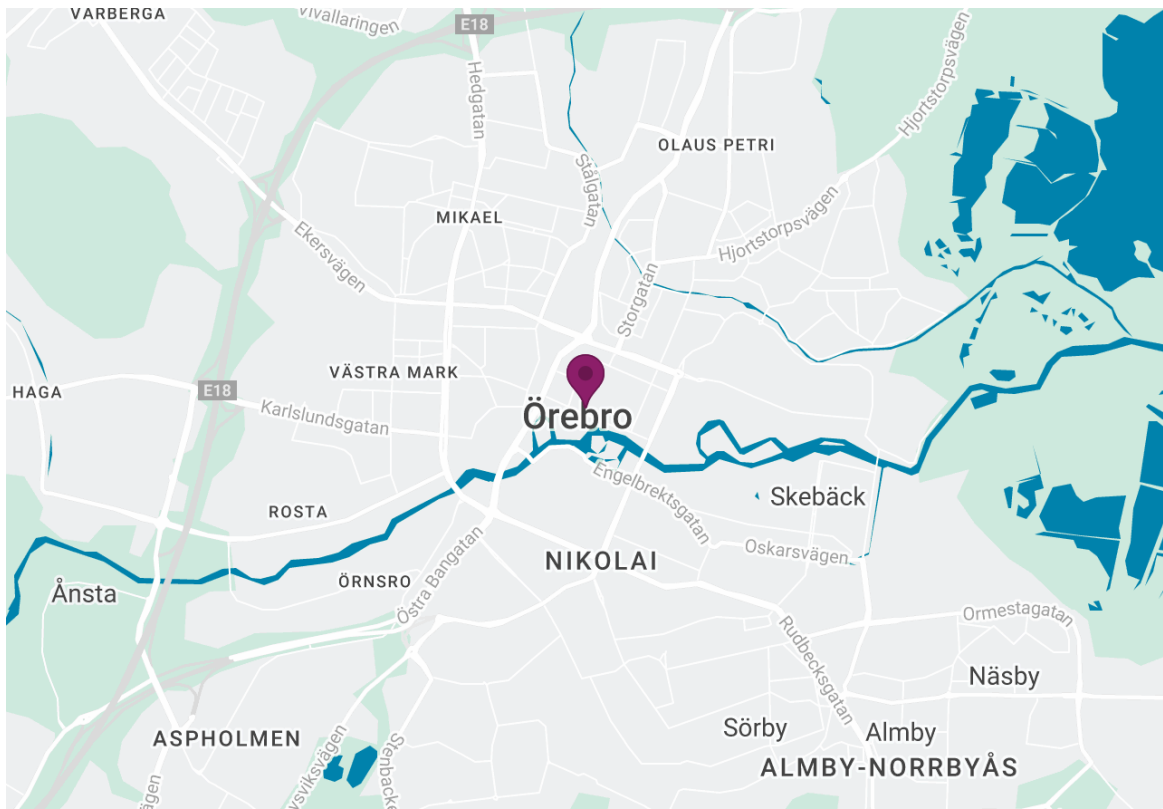 VARBERGA
Vivallaringen
E18
Hedgatan
Hjortstorpsvägen
OLAUS PETRI
Stålgatan
MIKAEL
Ekersvägen
Hjortstorpsvägen
Storgatan
VÄSTRA MARK
HAGA
E18
Karlslundsgatan
Örebro
Engelbrektsgatan
Skebäck
ROSTA
Oskarsvägen
NIKOLAI
Östra Bangatan
ÖRNSRO
Ånsta
Ormestagatan
Rudbecksgatan
Näsby
Sörby
Almby
ASPHOLMEN
ALMBY-NORRBYÅS